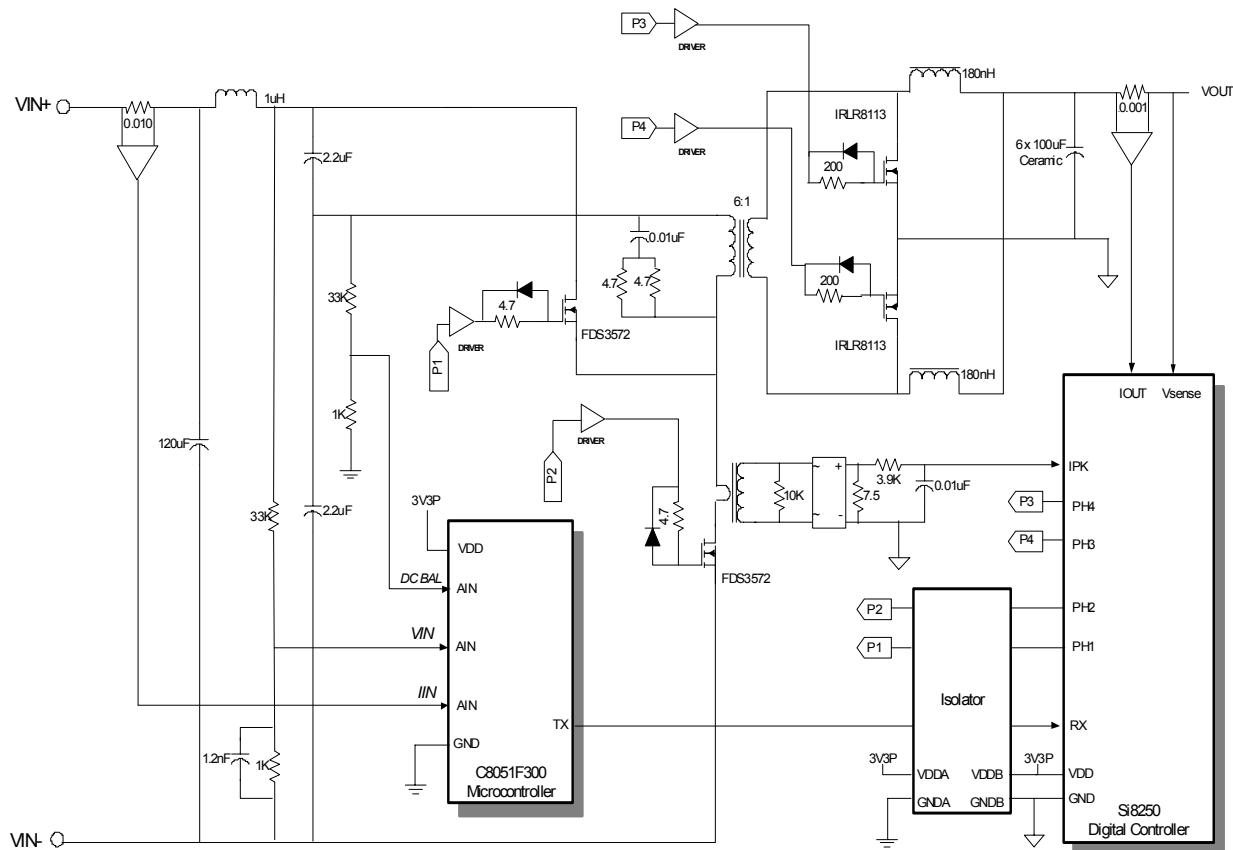 P3
DRIVER
180nH
VIN+
1uH
0.010
P4
DRIVER
IRLR8113
0.001
VOUT
2.2uF
200
6 x 100uF
Ceramic
6:1
0.01uF
4.7
4.7
200
33K
4.7
FDS3572
DRIVER
P1
IRLR8113
180nH
1K
120uF
DRIVER
P2
IOUT
Vsense
3.9K
0.01uF
IPK
10K
~
~
+
-
7.5
P3
PH4
P4
PH3
33K
2.2uF
3V3P
VDD
4.7
FDS3572
DC BAL
AIN
P2
PH2
VIN
AIN
P1
PH1
Isolator
IIN
AIN
TX
RX
GND
1.2nF
1K
C8051F300
Microcontroller
3V3P
VDDA
VDDB
3V3P
VDD
GNDA
GNDB
GND
Si8250
Digital Controller
VIN-